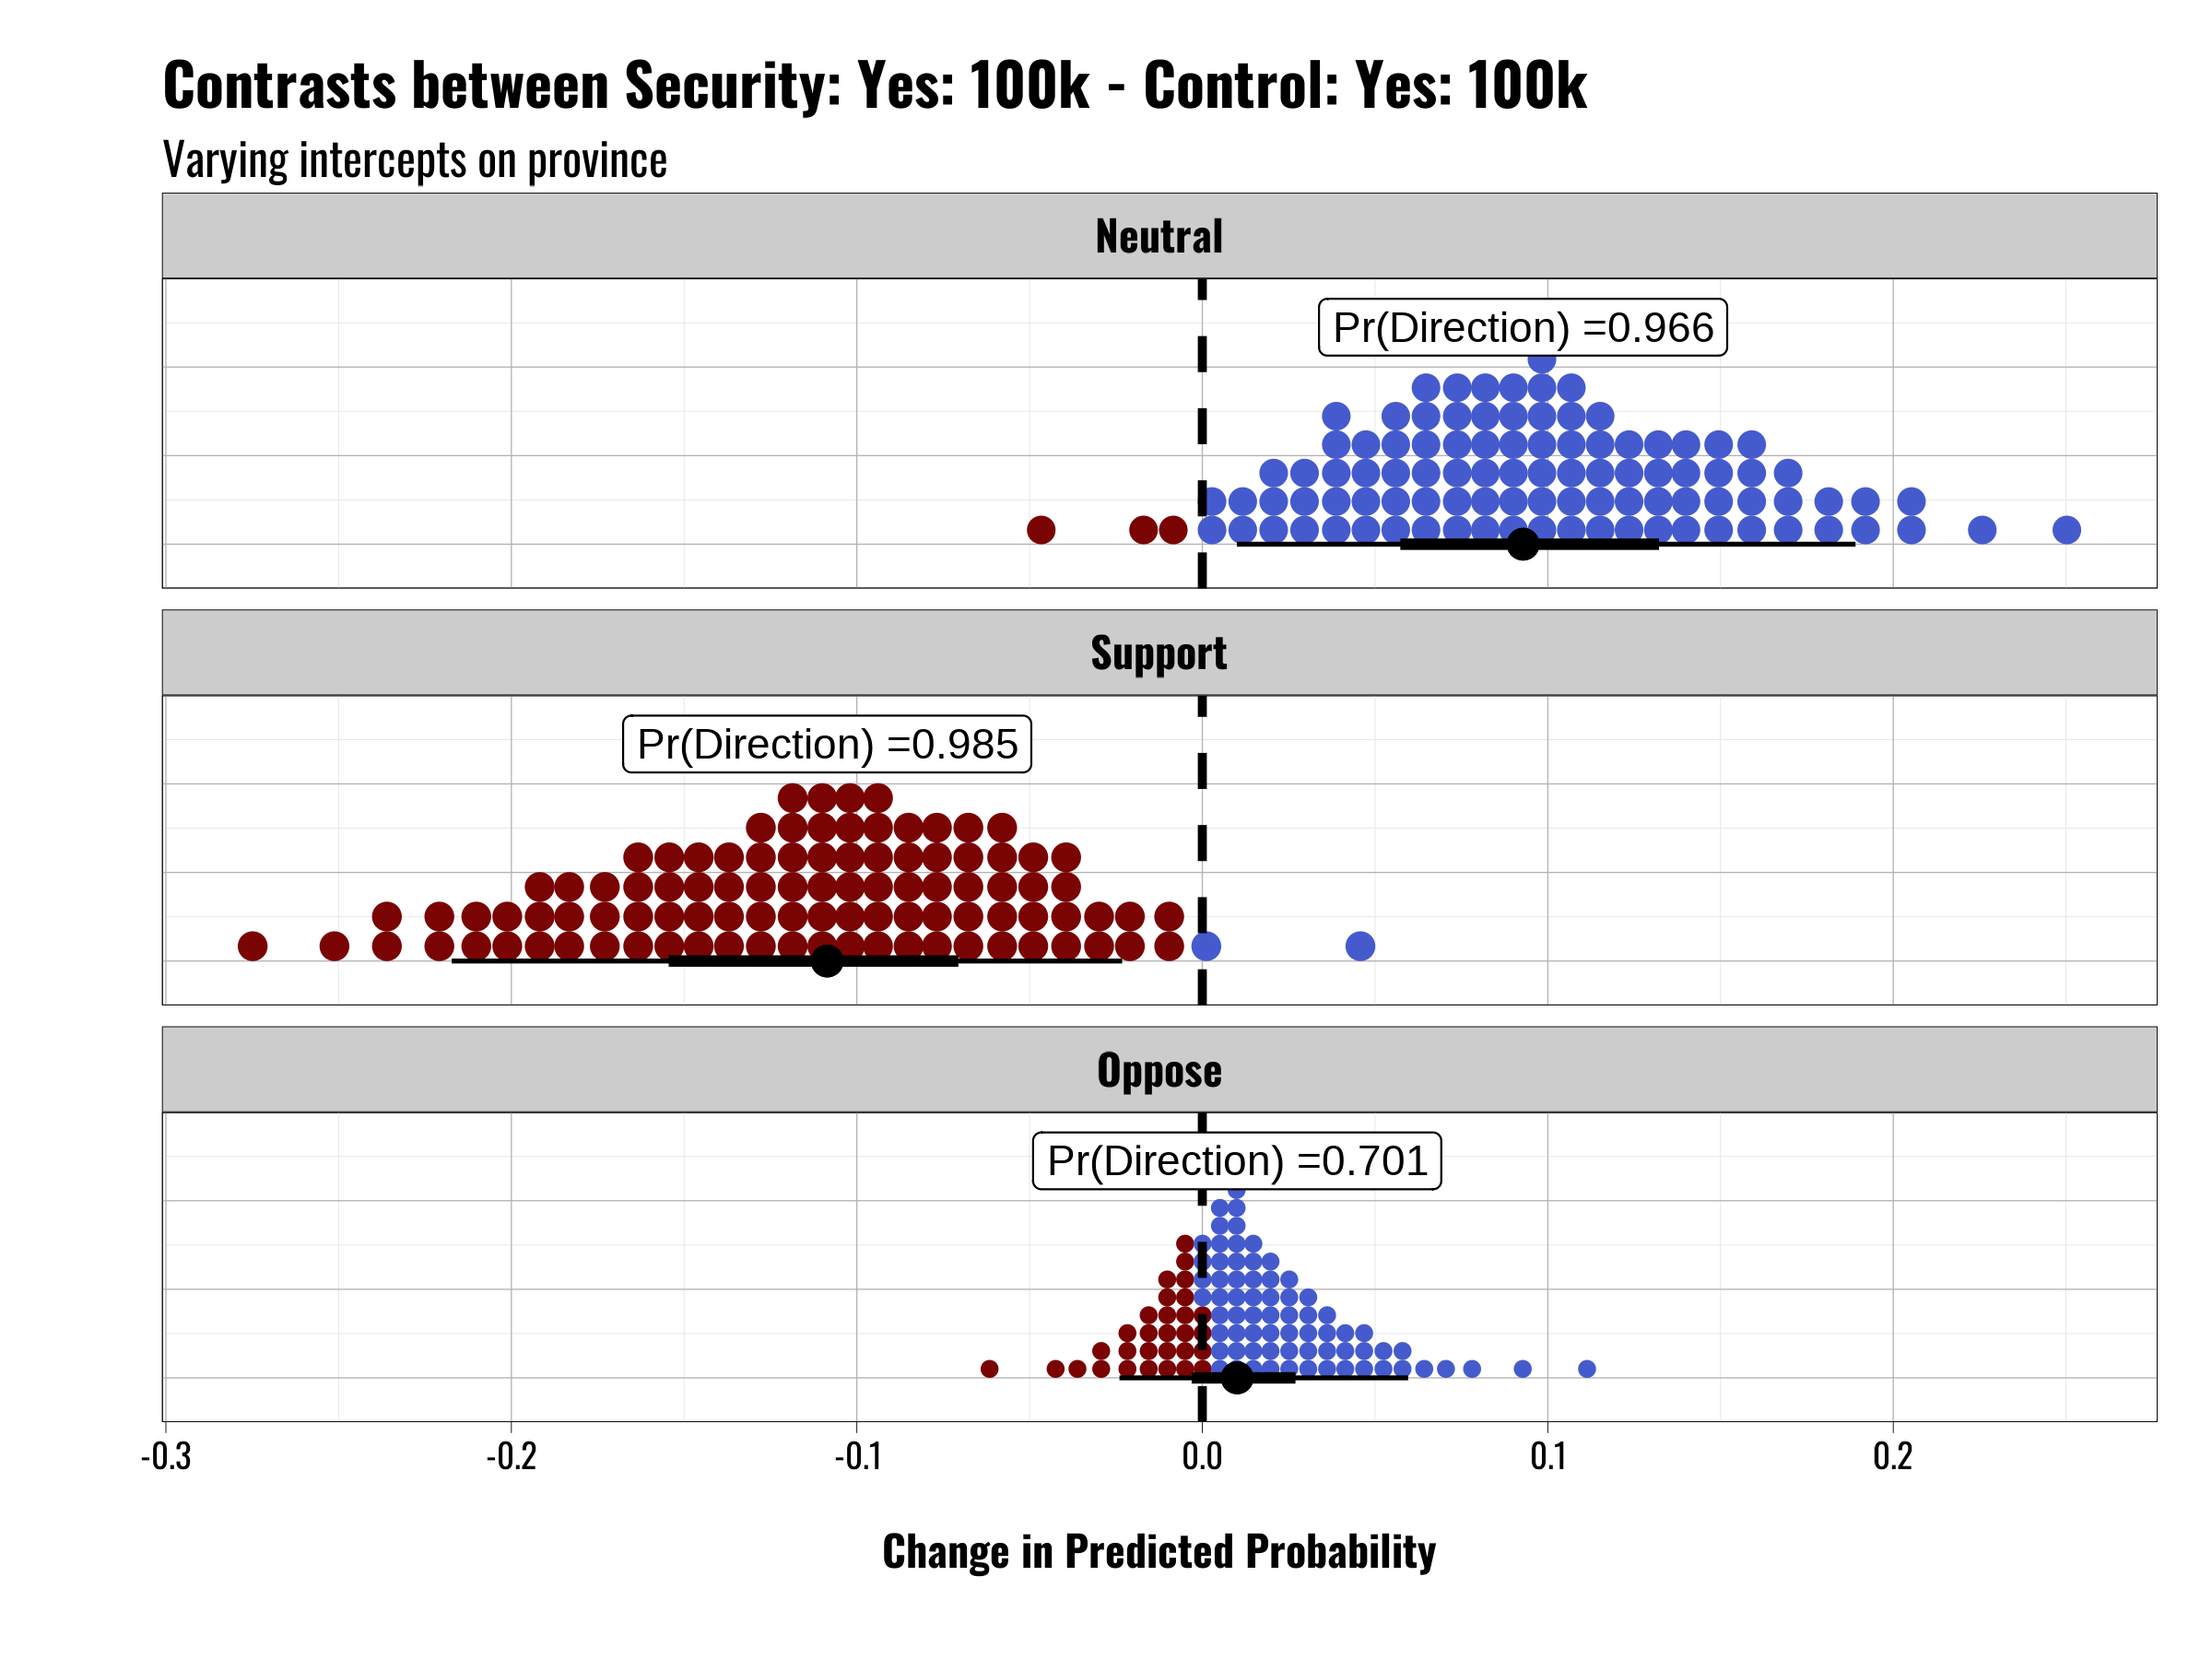 Contrasts between Security: Yes: 100k - Control: Yes: 100k
Varying intercepts on province
Neutral
Pr(Direction) =0.966
Support
Pr(Direction) =0.985
Oppose
Pr(Direction) =0.701
-0.3 -0.2 -0.1 0.0 0.1 0.2
Change in Predicted Probability